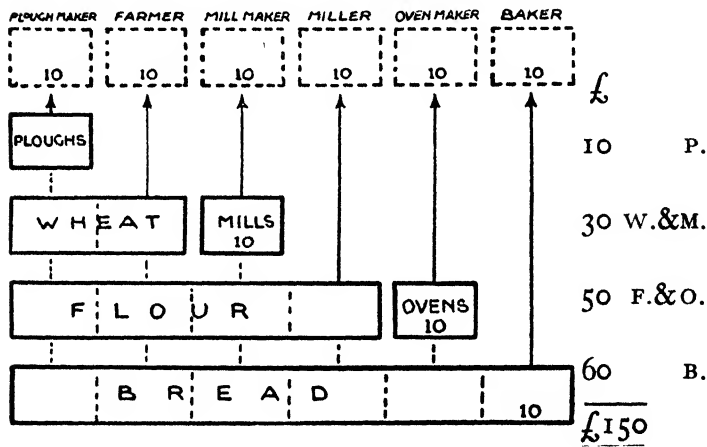 PLOUGH MAKER FARMER MILL MAKER MILLER OVEN MAKER BAKER
10 10 10 10 10 10
£
PLOUGHS 10 P.
WHEAT MILLS 30 W.&M.
10
FLOUR OVENS 50 F.&O.
10
BREAD 60 B.
10
£150